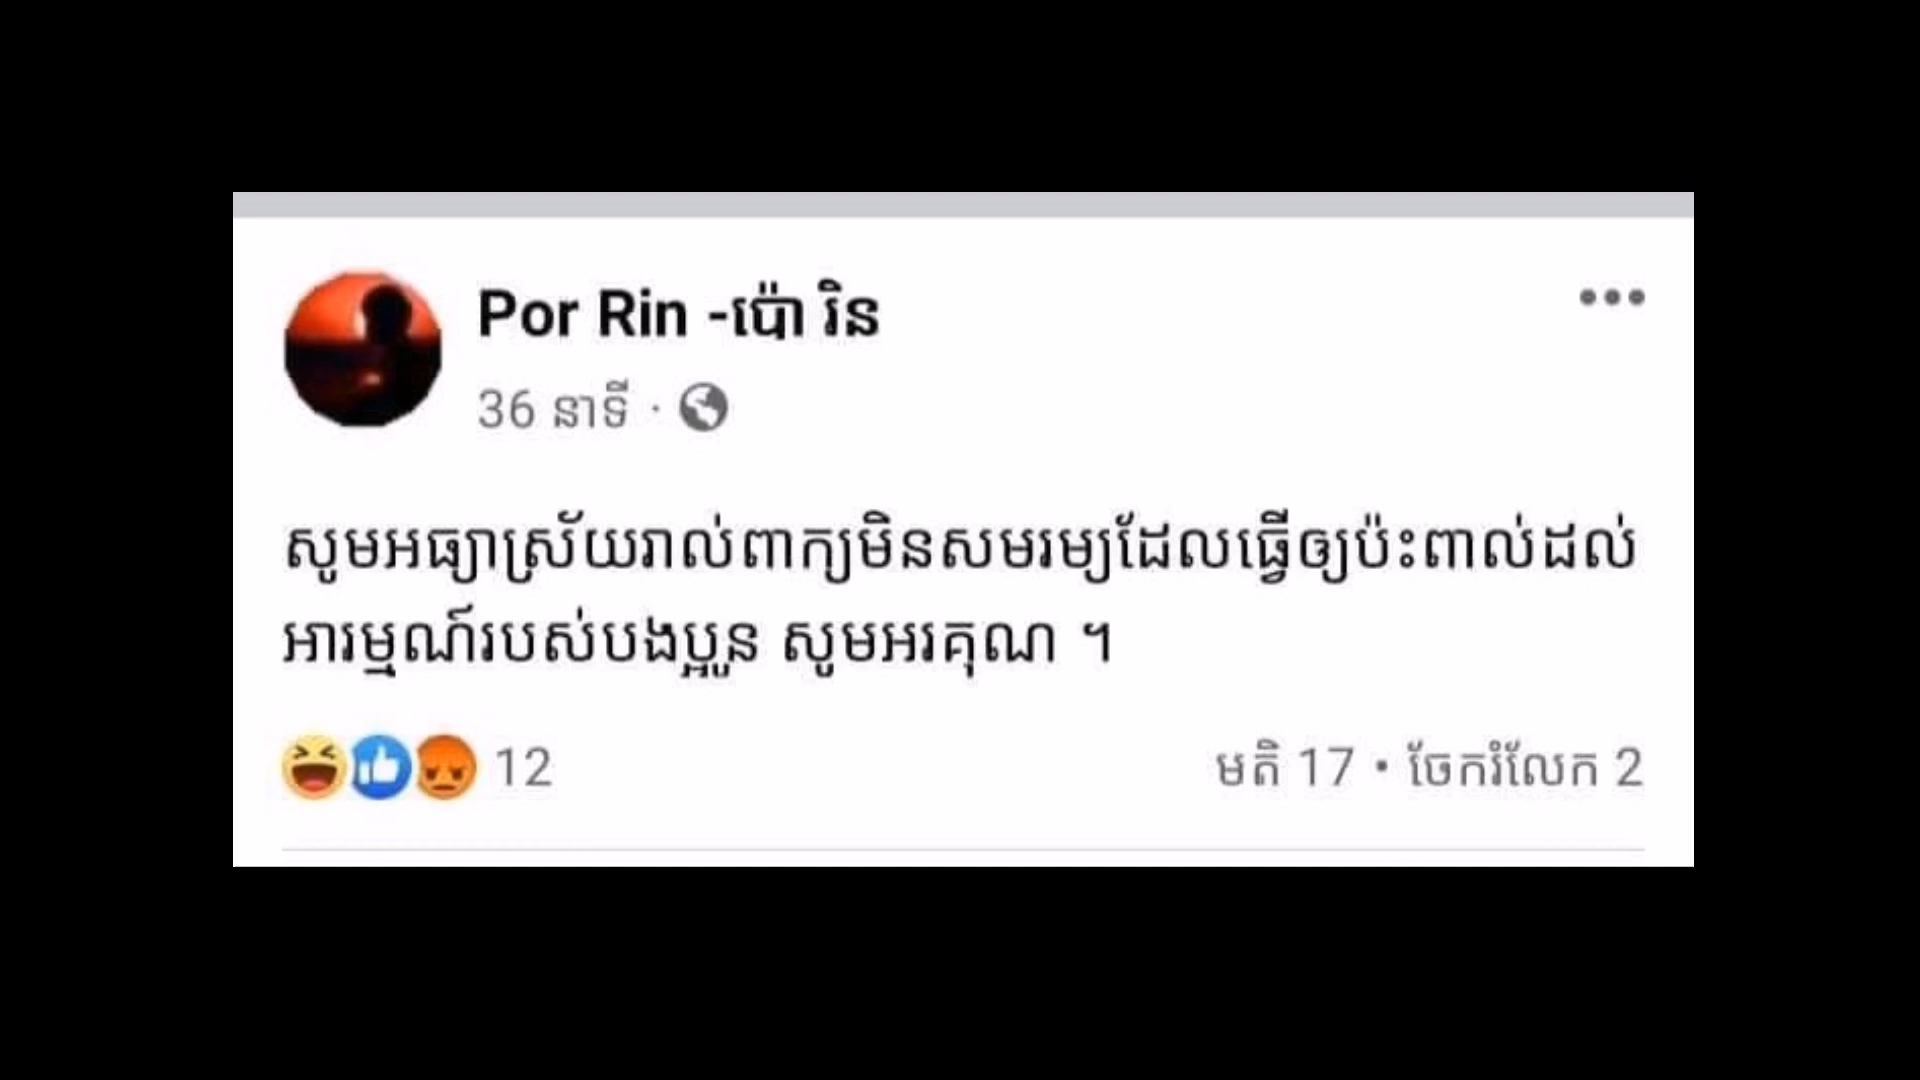 Por Rin -ប៉ោ រិន
36 នាទី ·
សូមអធ្យាស្រ័យរាល់ពាក្យមិនសមរម្យដែលធ្វើឲ្យប៉ះពាល់ដល់
អារម្មណ៍របស់បងប្អូន សូមអរគុណ ។
12
មតិ 17 • ចែករំលែក 2